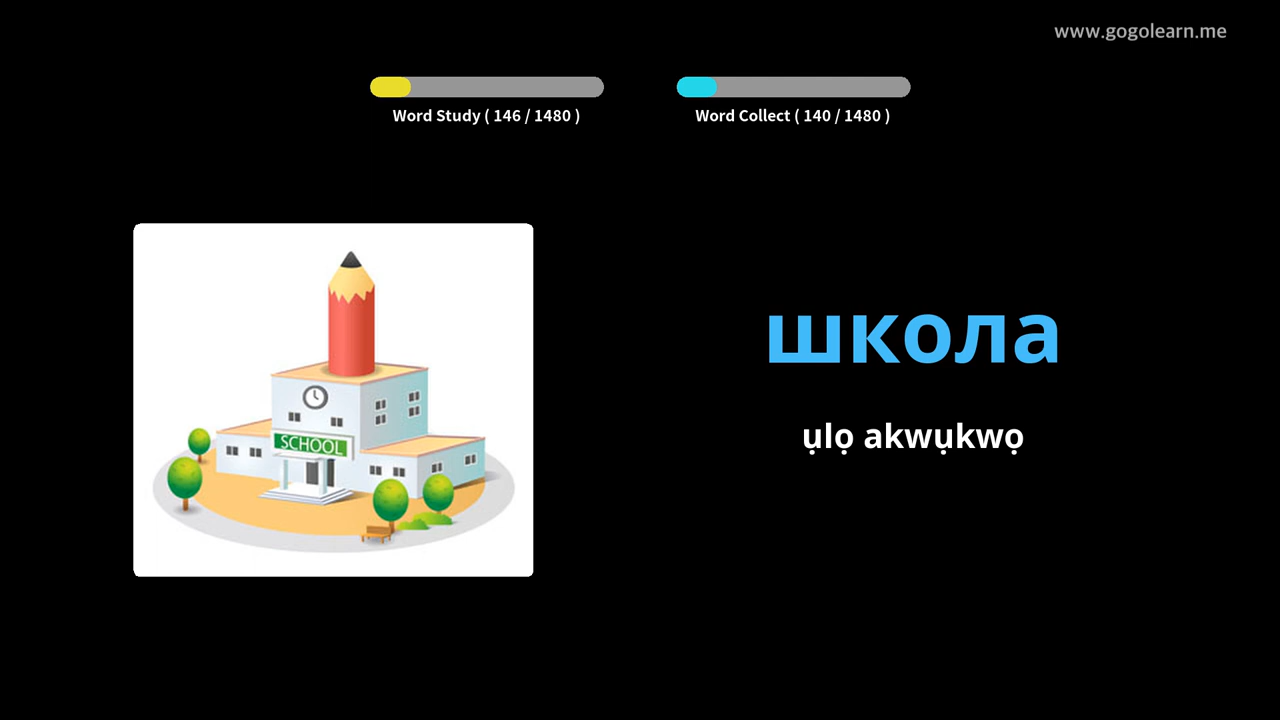 www.gogolearn.me
Word Study ( 146 / 1480 )
Word Collect ( 140 / 1480 )
SCHOOL
школа
ụlọ akwụkwọ